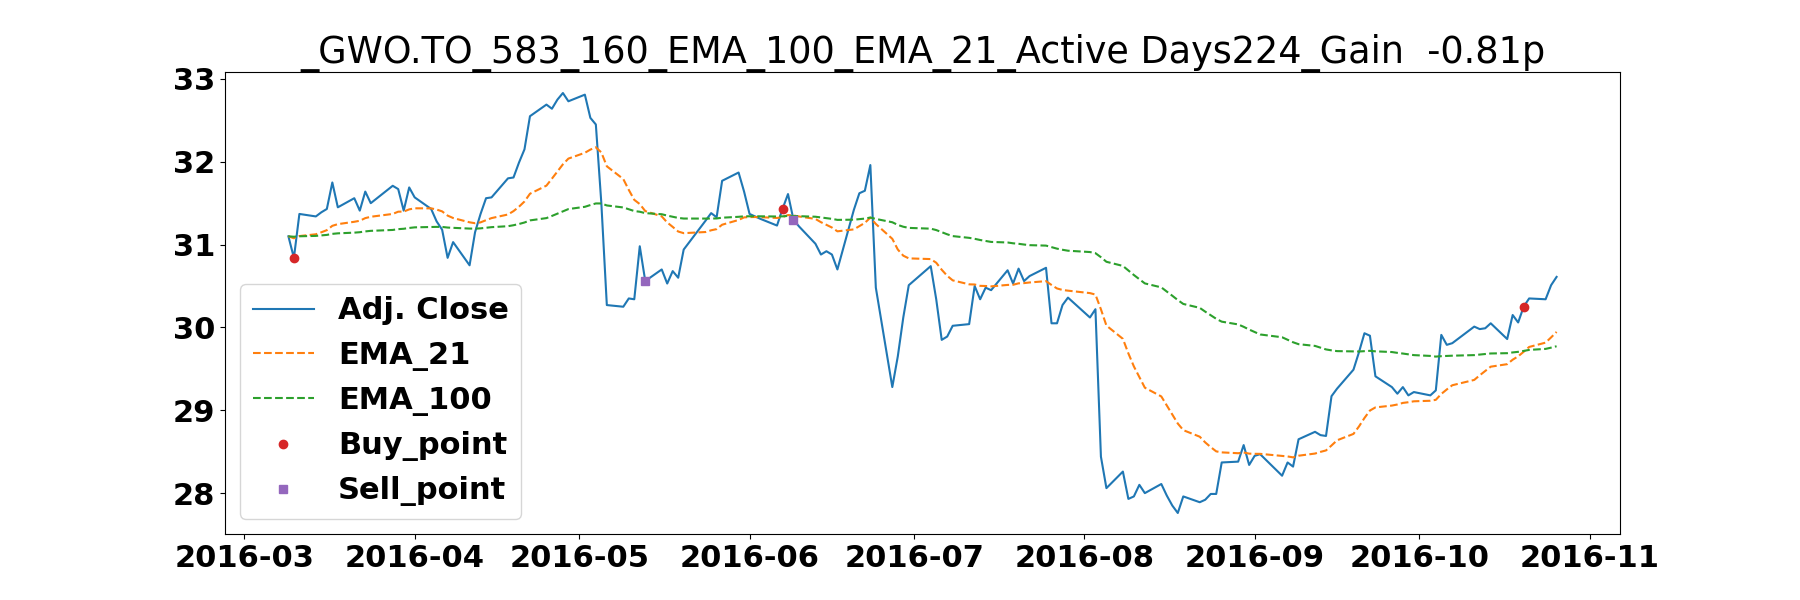 _GWO.TO_583_160_EMA_100_EMA_21_Active Days224_Gain  -0.81p
33
32
31
30
29
28
Adj. Close
EMA_21
EMA_100
Buy_point
Sell_point
2016-03 2016-04 2016-05 2016-06 2016-07 2016-08 2016-09 2016-10 2016-11